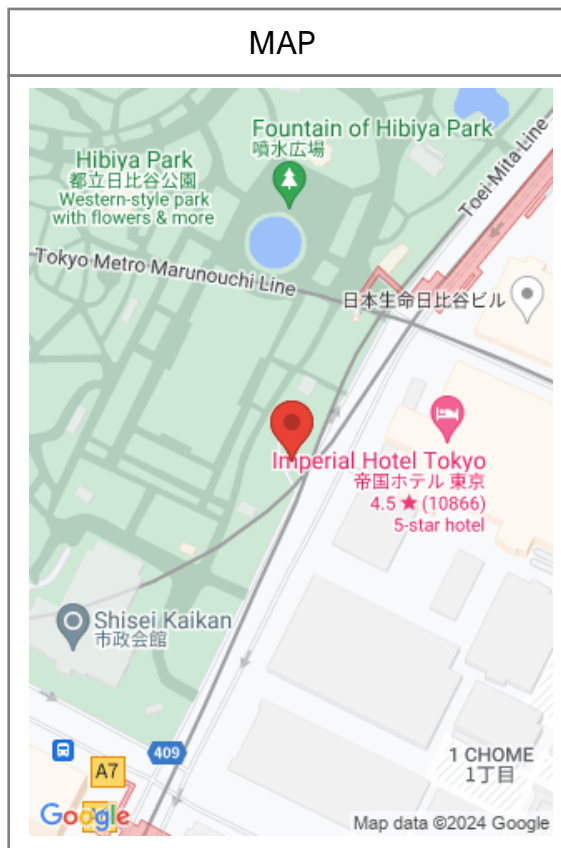 MAP
Fountain of Hibiya Park
噴水広場
Hibiya Park
都立日比谷公園
Western-style park
with flowers & more
Toei Mita Line
Tokyo Metro Marunouchi Line
日本生命日比谷ビル
Imperial Hotel Tokyo
帝国ホテル 東京
4.5 ★ (10866)
5-star hotel
Shisei Kaikan
市政会館
409
A7
1 CHOME
1丁目
Google
Map data ©2024 Google